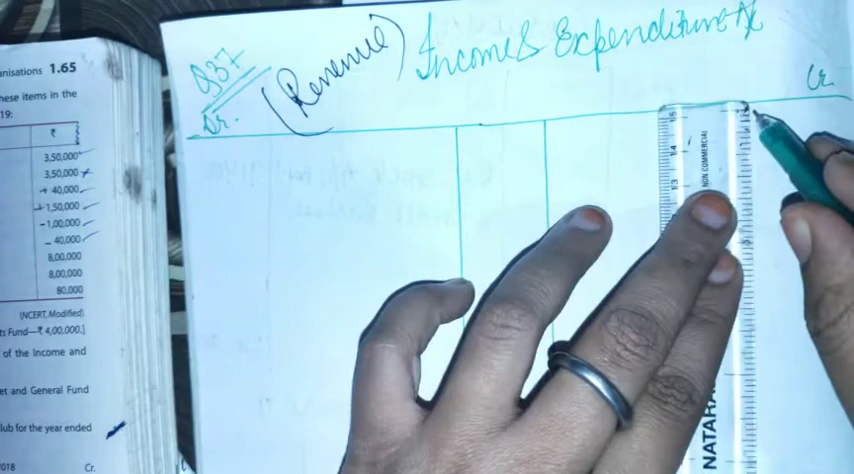 anisations 1.65
hese items in the
19:
₹
3,50,000
3,50,000
+ 40,000
+1,50,000
-1,00,000
- 40,000
8,00,000
8,00,000
80,000
(NCERT, Modified)
ts Fund—₹ 4,00,000.]
of the Income and
et and General Fund
lub for the year ended
2018 Cr.
Q37
(Revenue) Income & Expenditure A/c
Dr. Cr
15
14
13
NON COMMERCIAL
NATARA